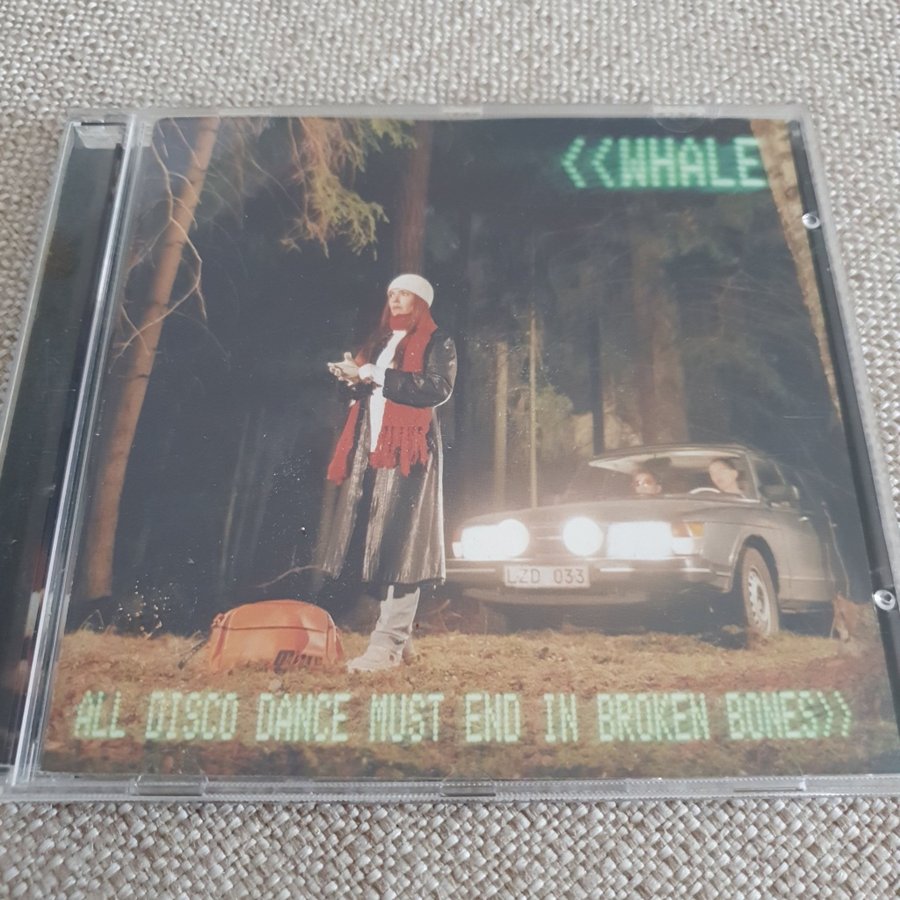 <<WHALE
LZD 033
ALL DISCO DANCE MUST END IN BROKEN BONES>>